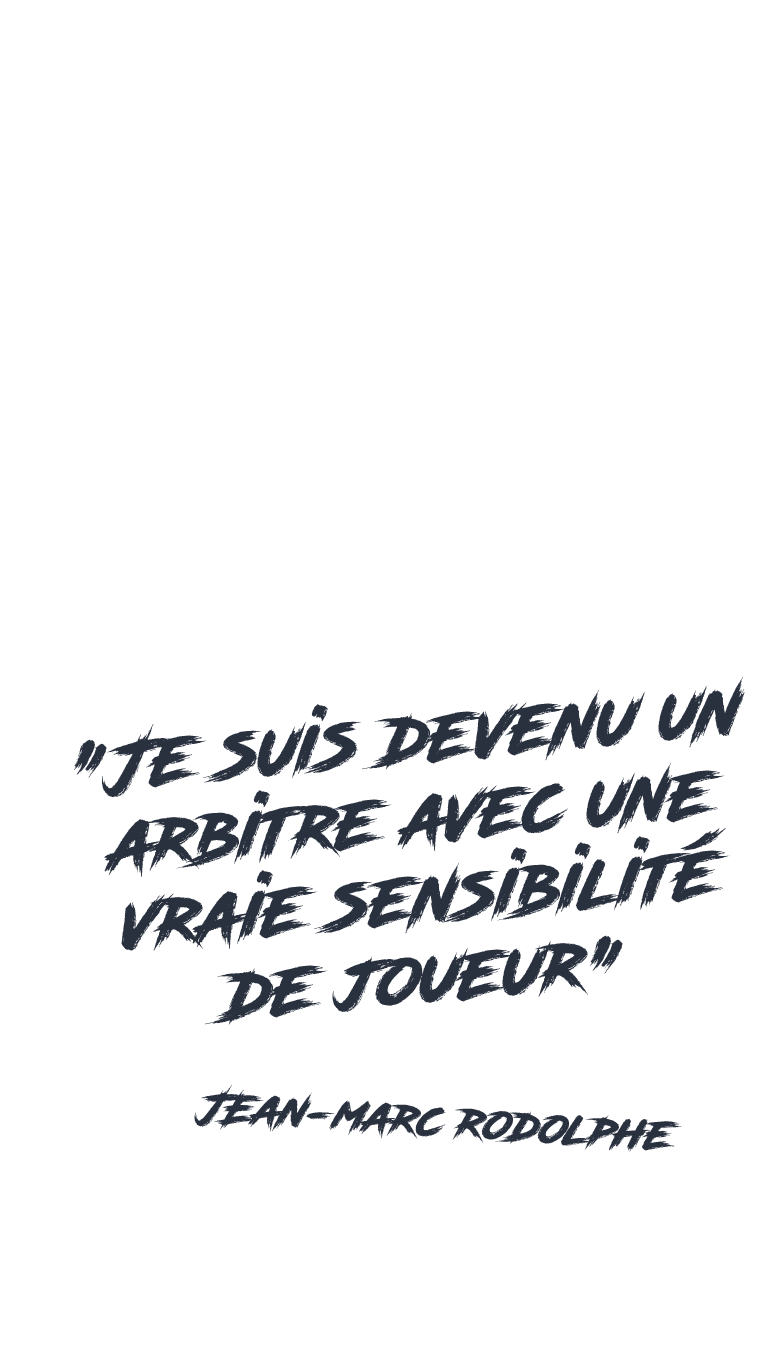 "JE SUIS DEVENU UN
ARBITRE AVEC UNE
VRAIE SENSIBILITÉ
DE JOUEUR"
JEAN-MARC RODOLPHE